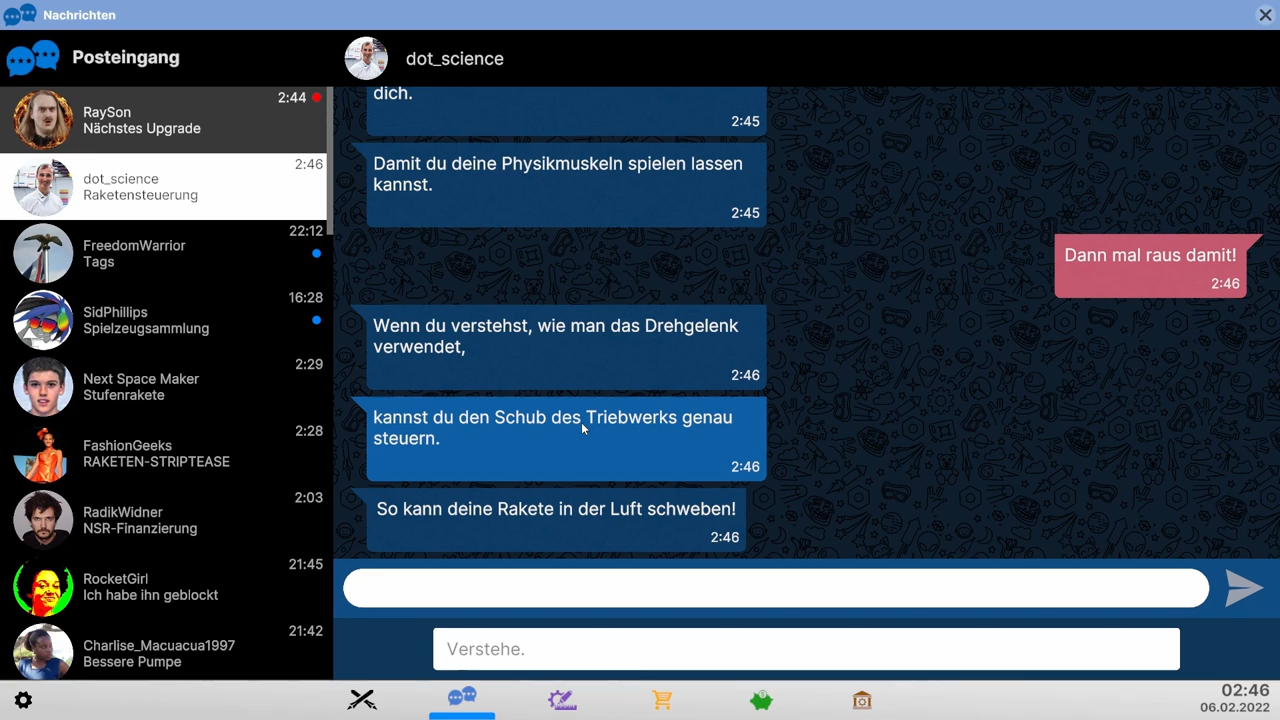 Nachrichten
Posteingang
dot_science
2:44
RaySon
Nächstes Upgrade
2:46
dot_science
Raketensteuerung
22:12
FreedomWarrior
Tags
16:28
SidPhillips
Spielzeugsammlung
2:29
Next Space Maker
Stufenrakete
2:28
FashionGeeks
RAKETEN-STRIPTEASE
2:03
RadikWidner
NSR-Finanzierung
21:45
RocketGirl
Ich habe ihn geblockt
21:42
Charlise_Macuacua1997
Bessere Pumpe
dich.
2:45
Damit du deine Physikmuskeln spielen lassen
kannst.
2:45
Dann mal raus damit!
2:46
Wenn du verstehst, wie man das Drehgelenk
verwendet,
2:46
kannst du den Schub des Triebwerks genau
steuern.
2:46
So kann deine Rakete in der Luft schweben!
2:46
Verstehe.
02:46
06.02.2022